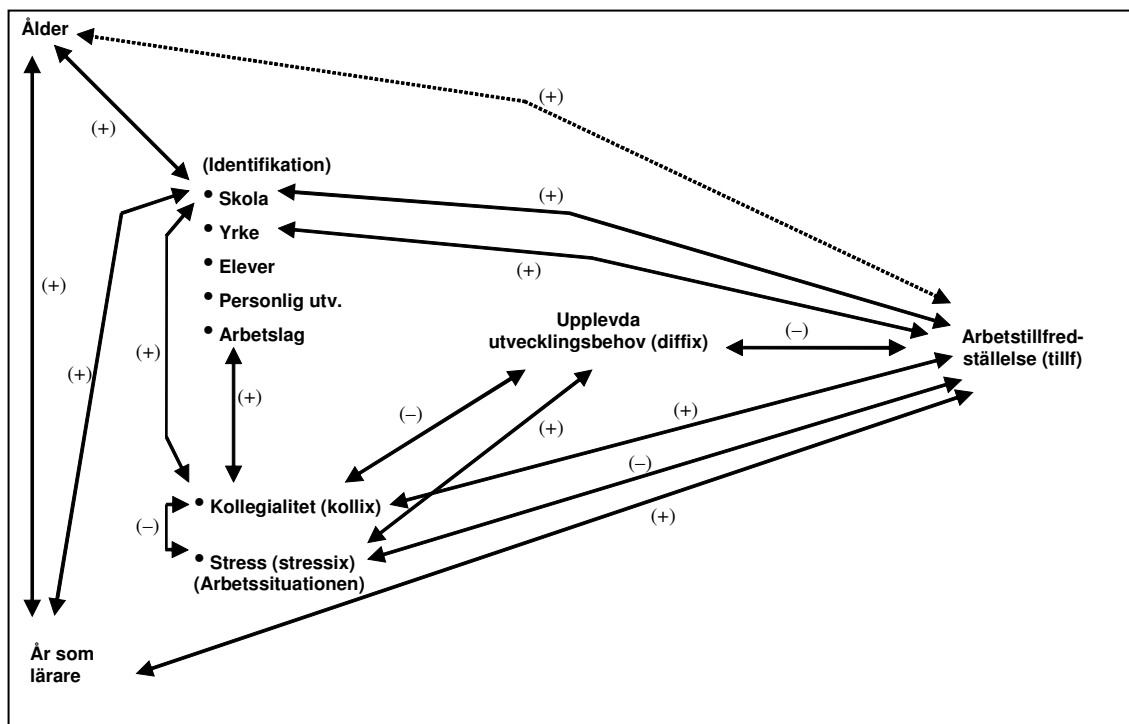 Ålder
(+)
(+)
(Identifikation)
• Skola
(+)
• Yrke
(+)
• Elever
(+)
• Personlig utv.
• Arbetslag
Upplevda
utvecklingsbehov (diffix)
(–)
Arbetstillfred-
ställelse (tillf)
(+)
(+)
(+)
(–)
(+)
(+)
(–)
• Kollegialitet (kollix)
(+)
(–)
• Stress (stressix)
(Arbetssituationen)
År som
lärare